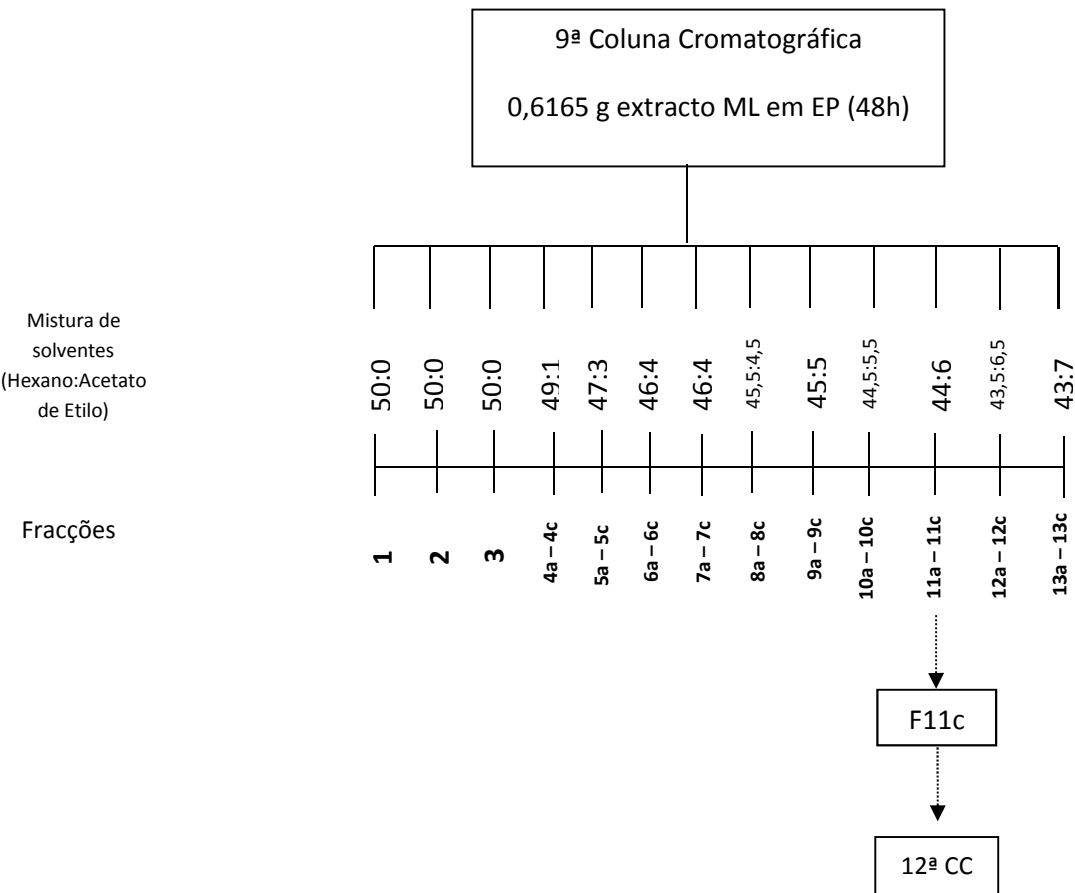 9ª Coluna Cromatográfica
0,6165 g extracto ML em EP (48h)
Mistura de
solventes
(Hexano:Acetato
de Etilo)
50:0
50:0
50:0
49:1
47:3
46:4
46:4
45,5:4,5
45:5
44,5:5,5
44:6
43,5:6,5
43:7
Fracções
1
2
3
4a – 4c
5a – 5c
6a – 6c
7a – 7c
8a – 8c
9a – 9c
10a – 10c
11a – 11c
12a – 12c
13a – 13c
F11c
12ª CC